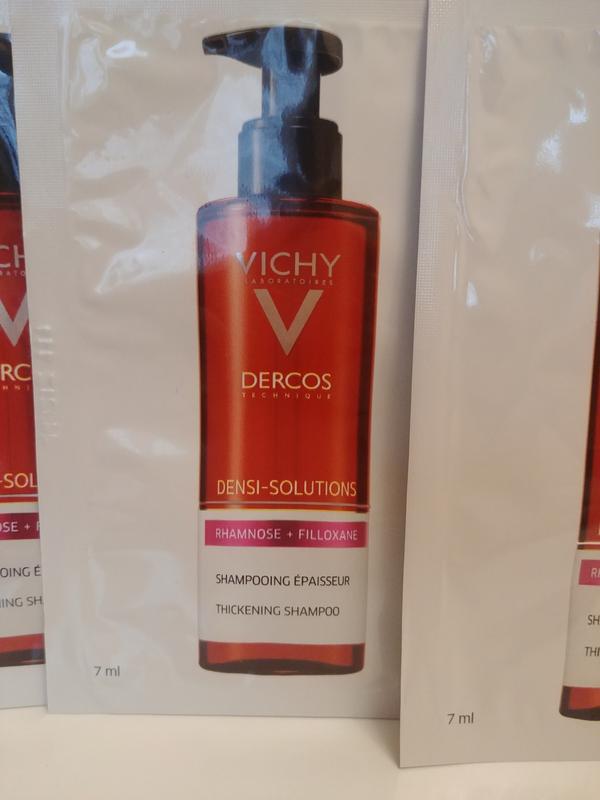 VICHY
LABORATOIRES
DERCOS
TECHNIQUE
DENSI-SOLUTIONS
RHAMNOSE + FILLOXANE
SHAMPOOING ÉPAISSEUR
THICKENING SHAMPOO
7 ml
7 ml